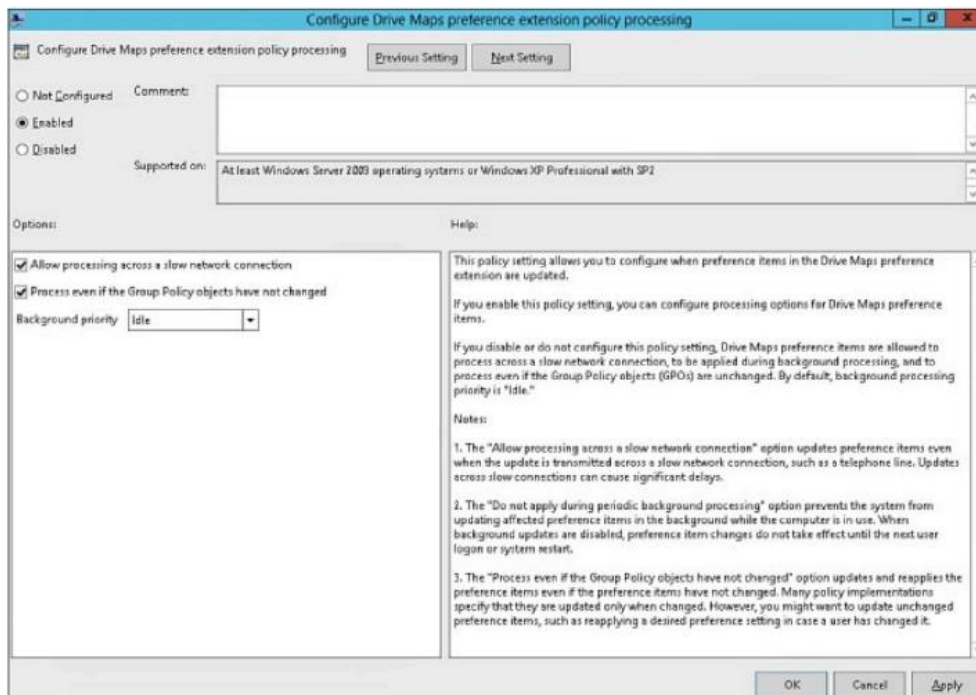 Configure Drive Maps preference extension policy processing
Configure Drive Maps preference extension policy processing
Previous Setting
Next Setting
Not Configured
Enabled
Disabled
Comment:
Supported on:
At least Windows Server 2003 operating systems or Windows XP Professional with SP2
Options:
Help:
Allow processing across a slow network connection
Process even if the Group Policy objects have not changed
Background priority
Idle
This policy setting allows you to configure when preference items in the Drive Maps preference
extension are updated.
If you enable this policy setting, you can configure processing options for Drive Maps preference
items.
If you disable or do not configure this policy setting, Drive Maps preference items are allowed to
process across a slow network connection, to be applied during background processing, and to
process even if the Group Policy objects (GPOs) are unchanged. By default, background processing
priority is "Idle."
Notes:
1. The "Allow processing across a slow network connection" option updates preference items even
when the update is transmitted across a slow network connection, such as a telephone line. Updates
across slow connections can cause significant delays.
2. The "Do not apply during periodic background processing" option prevents the system from
updating affected preference items in the background while the computer is in use. When
background updates are disabled, preference item changes do not take effect until the next user
logon or system restart.
3. The "Process even if the Group Policy objects have not changed" option updates and reapplies the
preference items even if the preference items have not changed. Many policy implementations
specify that they are updated only when changed. However, you might want to update unchanged
preference items, such as reapplying a desired preference setting in case a user has changed it.
OK
Cancel
Apply